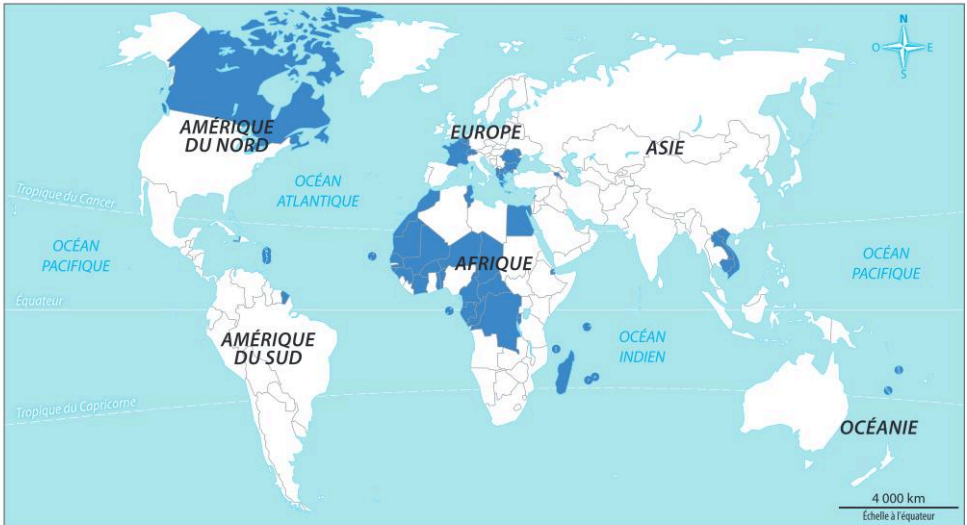 N
O E
S
AMÉRIQUE
DU NORD
EUROPE
ASIE
OCÉAN
ATLANTIQUE
Tropique du Cancer
OCÉAN
PACIFIQUE
AFRIQUE
OCÉAN
PACIFIQUE
Équateur
AMÉRIQUE
DU SUD
OCÉAN
INDIEN
Tropique du Capricorne
OCÉANIE
4 000 km
Échelle à l'équateur